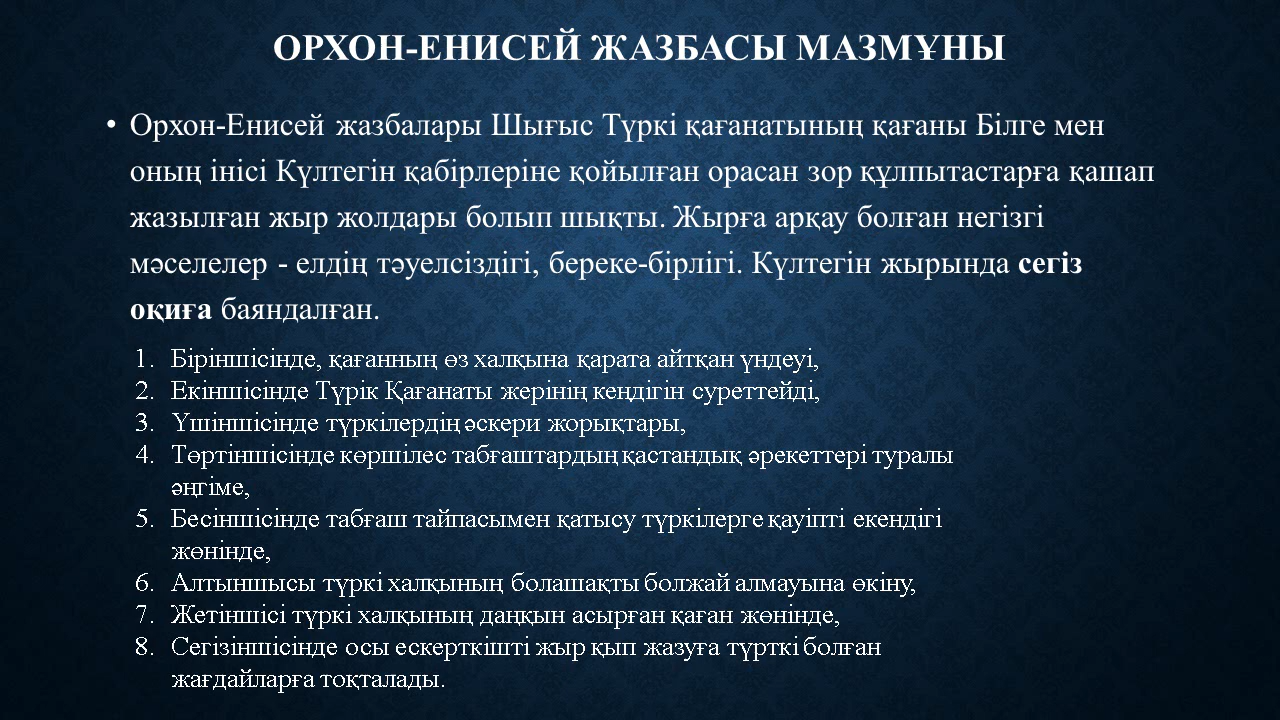 ОРХОН-ЕНИСЕЙ ЖАЗБАСЫ МАЗМҰНЫ
• Орхон-Енисей жазбалары Шығыс Түркі қағанатының қағаны Білге мен
оның інісі Күлтегін қабірлеріне қойылған орасан зор құлпытастарға қашап
жазылған жыр жолдары болып шықты. Жырға арқау болған негізгі
мәселелер - елдің тәуелсіздігі, береке-бірлігі. Күлтегін жырында сегіз
оқиға баяндалған.
1. Біріншісінде, қағанның өз халқына қарата айтқан үндеуі,
2. Екіншісінде Түрік Қағанаты жерінің кеңдігін суреттейді,
3. Үшіншісінде түркілердің әскери жорықтары,
4. Төртіншісінде көршілес табғаштардың қастандық әрекеттері туралы
әңгіме,
5. Бесіншісінде табғаш тайпасымен қатысу түркілерге қауіпті екендігі
жөнінде,
6. Алтыншысы түркі халқының болашақты болжай алмауына өкіну,
7. Жетіншісі түркі халқының даңқын асырған қаған жөнінде,
8. Сегізіншісінде осы ескерткішті жыр қып жазуға түрткі болған
жағдайларға тоқталады.